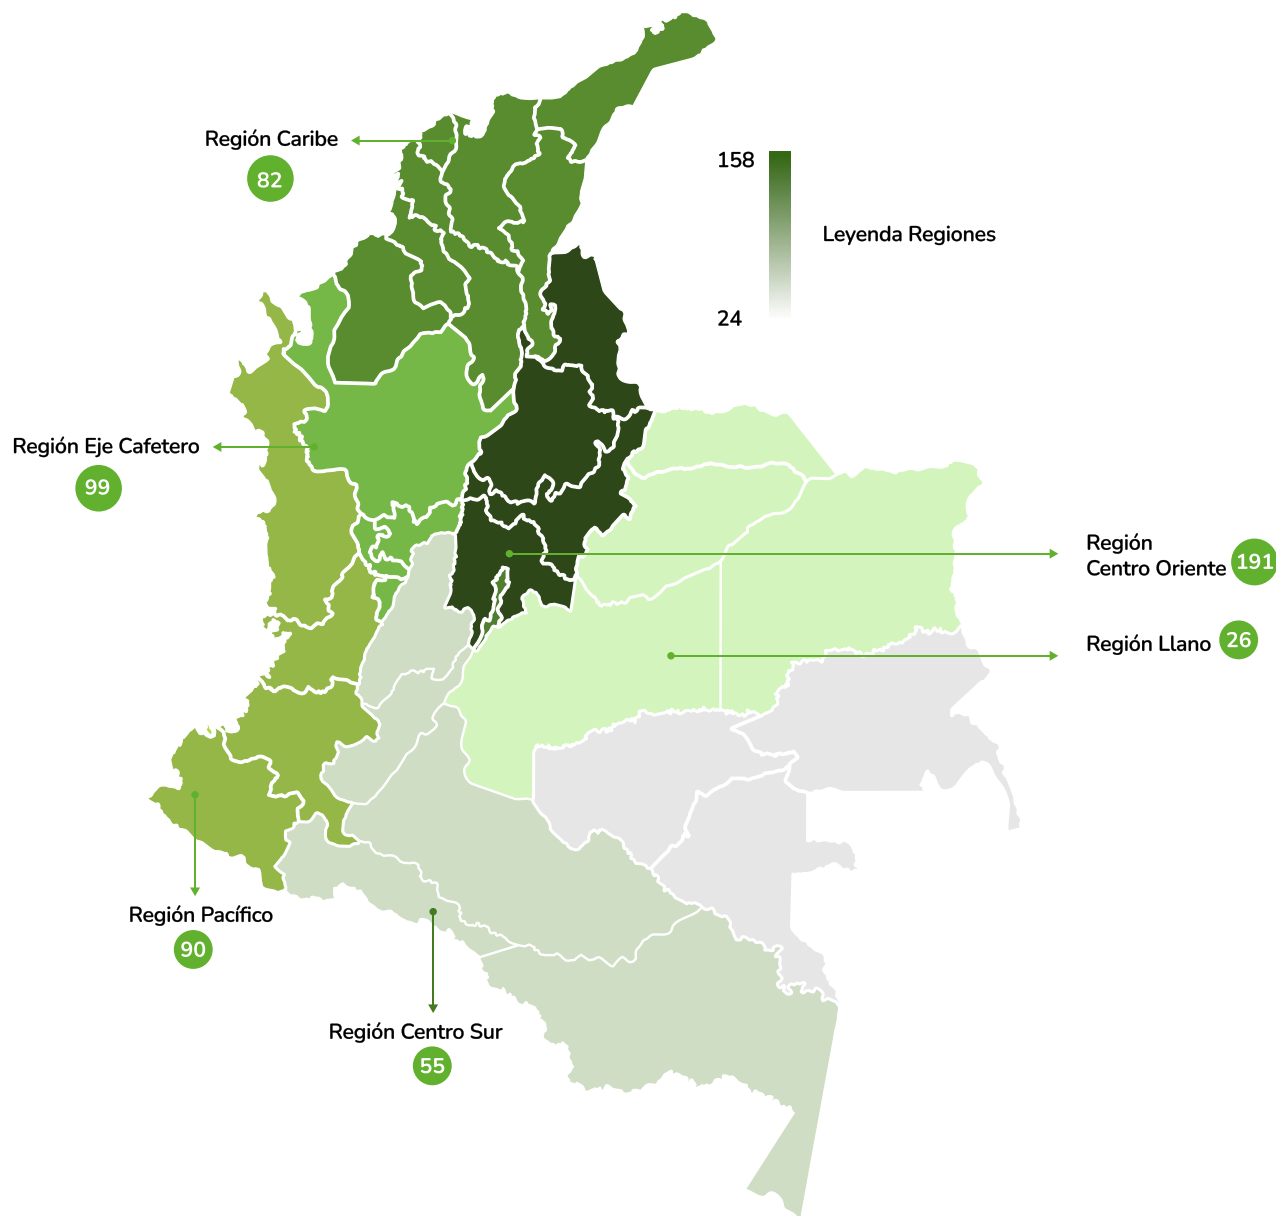 Región Caribe
82
158
Leyenda Regiones
24
Región Eje Cafetero
99
Región
Centro Oriente 191
Región Llano 26
Región Pacífico
90
Región Centro Sur
55